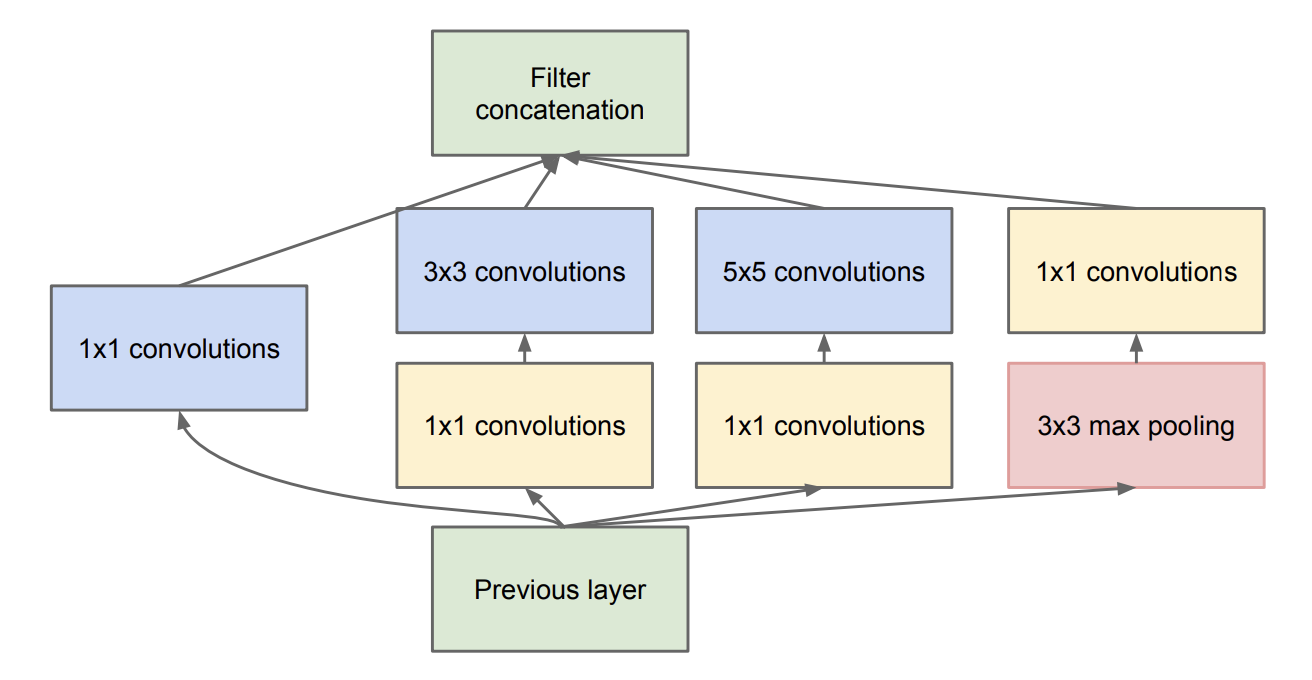 Filter
concatenation
3x3 convolutions
5x5 convolutions
1x1 convolutions
1x1 convolutions
1x1 convolutions
1x1 convolutions
3x3 max pooling
Previous layer